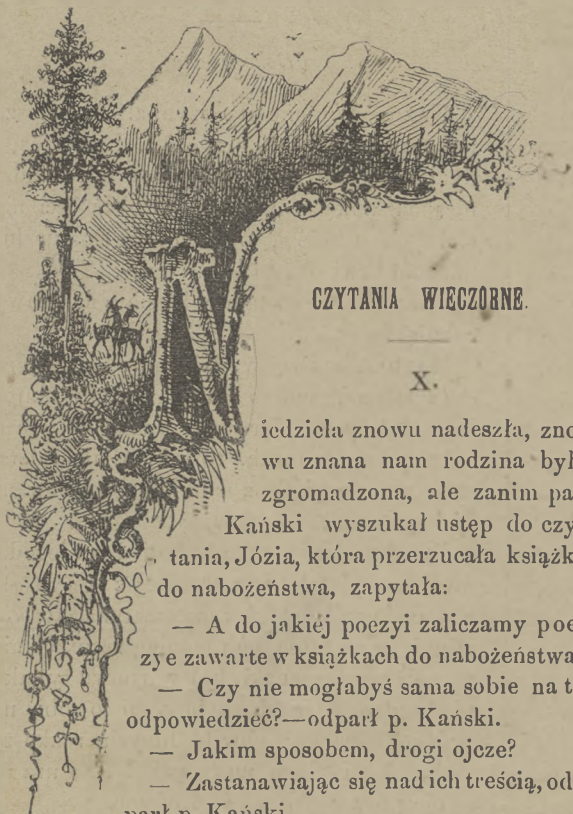 CZYTANIA WIECZORNE.
X.
Niedziela znowu nadeszła, zno
wu znana nam rodzina był
zgromadzona, ale zanim pa
Kański wyszukał ustęp do czy
tania, Józia, która przerzucała książk
do nabożeństwa, zapytała:
— A do jakiéj poezyi zaliczamy poe
zye zawarte w książkach do nabożeństwa
— Czy nie mogłabyś sama sobie na t
odpowiedzieć?—odparł p. Kański.
— Jakim sposobem, drogi ojcze?
— Zastanawiając się nad ich treścią, od
parł p. Kański